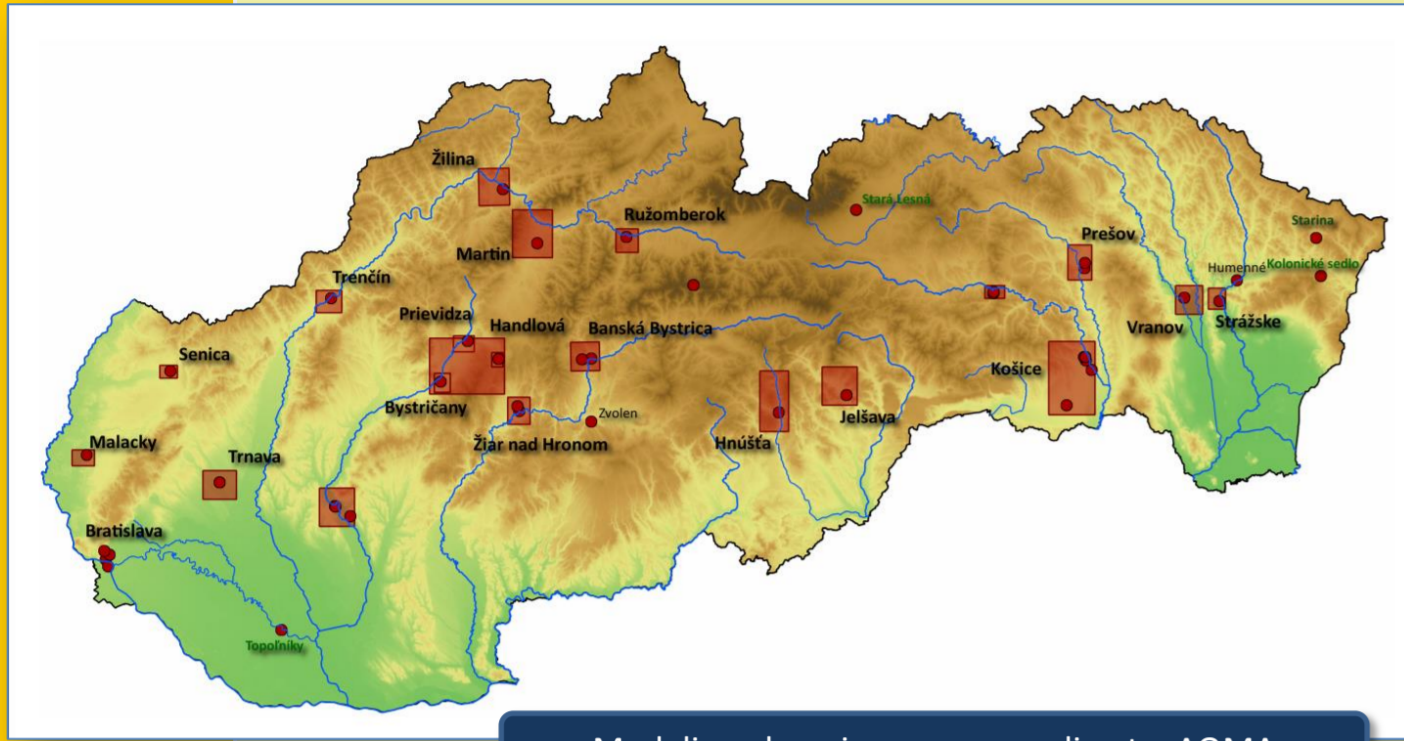 Žilina
Stará Lesná
Ružomberok
Starina
Martin
Prešov
Kolonické sedlo
Humenné
Trenčín
Prievidza
Handlová
Banská Bystrica
Vranov
Strážske
Senica
Košice
Bystričany
Zvolen
Jelšava
Hnúšťa
Žiar nad Hronom
Malacky
Trnava
Bratislava
Topoľníky